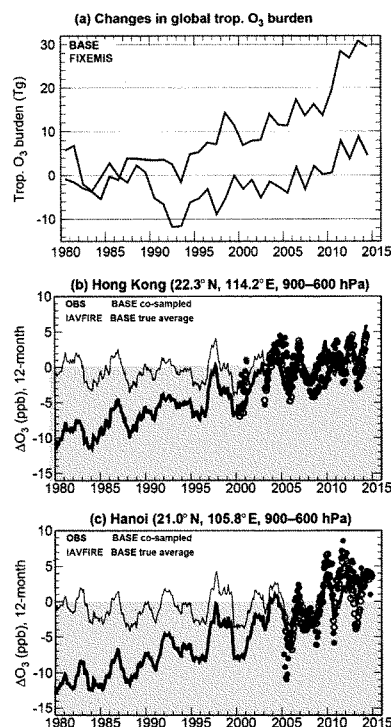 (a) Changes in global trop. O₃ burden
BASE
FIXEMIS
Trop. O₃ burden (Tg)
30
20
10
0
-10
1980 1985 1990 1995 2000 2005 2010 2015
(b) Hong Kong (22.3°N, 114.2°E, 900–600 hPa)
OBS BASE co-sampled
IAVFIRE BASE true average
ΔO₃ (ppb), 12-month
10
5
0
-5
-10
-15
1980 1985 1990 1995 2000 2005 2010 2015
(c) Hanoi (21.0°N, 105.8°E, 900–600 hPa)
OBS BASE co-sampled
IAVFIRE BASE true average
ΔO₃ (ppb), 12-month
10
5
0
-5
-10
-15
1980 1985 1990 1995 2000 2005 2010 2015